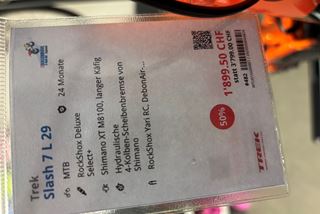 Trek
Slash 7 L 29
24 Monate
MTB
RockShox Deluxe
Select+
Shimano XT M8100, langer Käfig
Hydraulische
4-Kolben-Scheibenbremse von
Shimano
RockShox Yari RC, DebonAir-...
50%
1'899.50 CHF
statt 3'799.00 CHF
#482
TREK